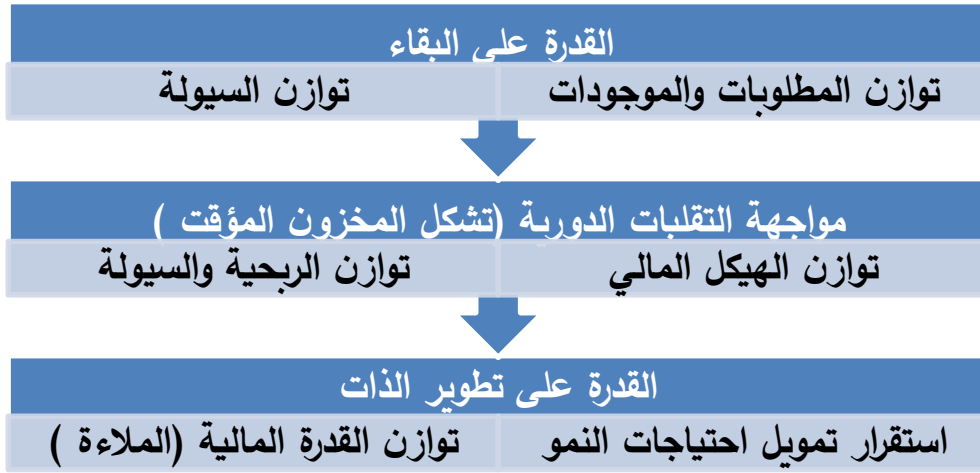 القدرة على البقاء
توازن المطلوبات والموجودات
توازن السيولة
مواجهة التقلبات الدورية (تشكل المخزون المؤقت )
توازن الهيكل المالي
توازن الربحية والسيولة
القدرة على تطوير الذات
استقرار تمويل احتياجات النمو
توازن القدرة المالية (الملاءة )